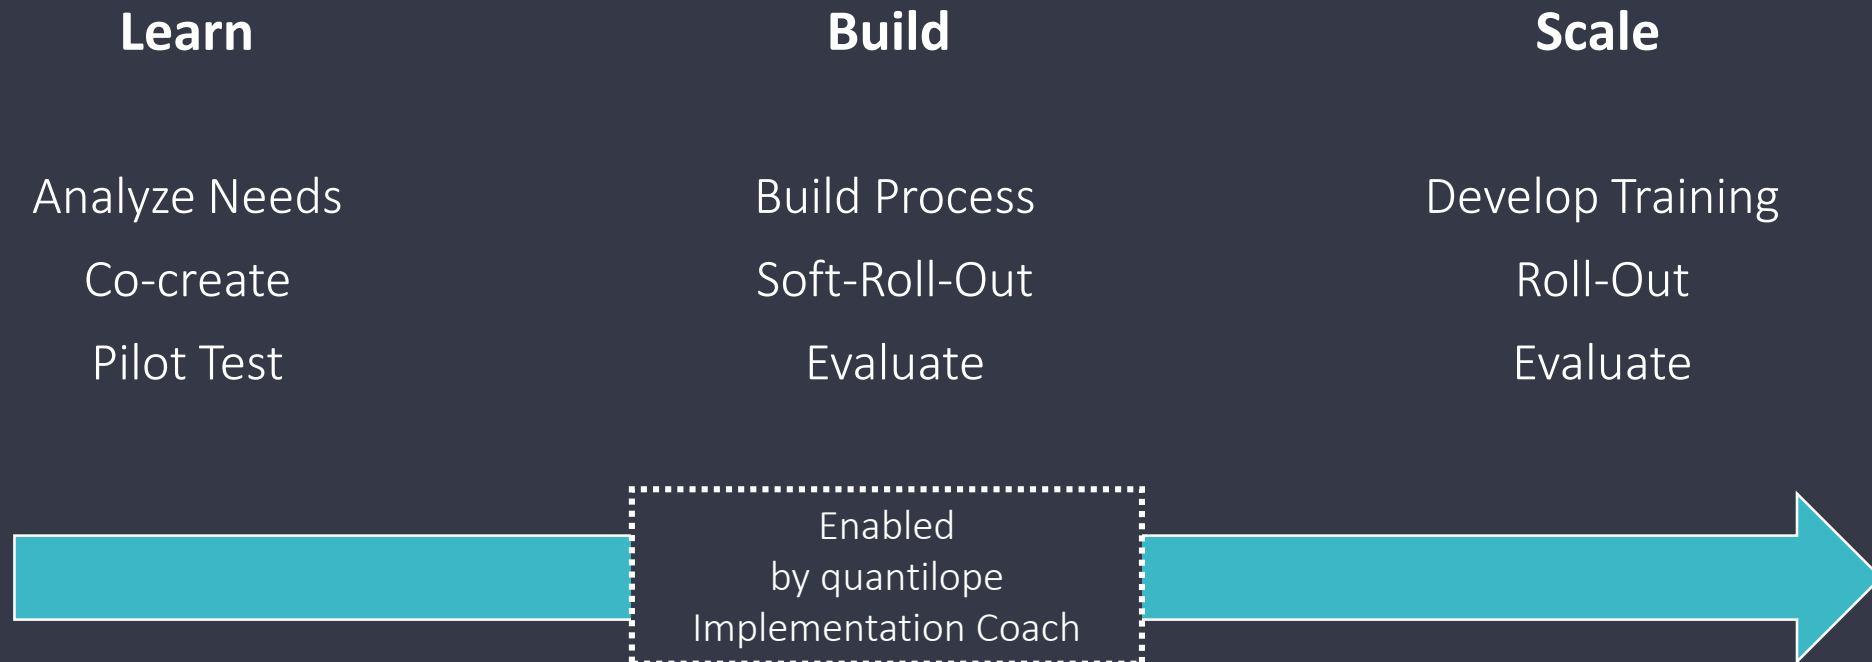 Learn
Analyze Needs
Co-create
Pilot Test
Build
Build Process
Soft-Roll-Out
Evaluate
Scale
Develop Training
Roll-Out
Evaluate
Enabled
by quantilope
Implementation Coach